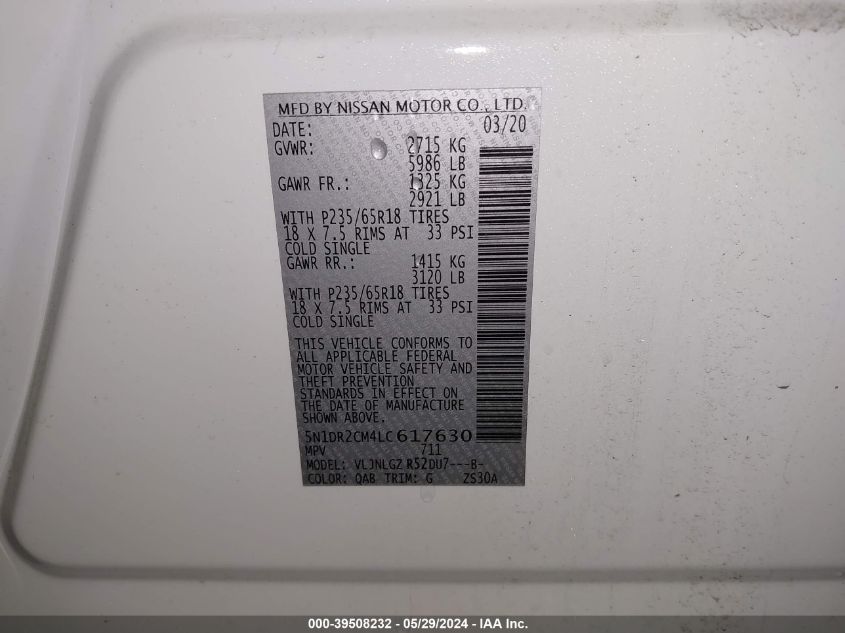 MFD BY NISSAN MOTOR CO., LTD.
DATE: 03/20
GVWR: 2715 KG
5986 LB
GAWR FR.: 1325 KG
2921 LB
WITH P235/65R18 TIRES
18 X 7.5 RIMS AT 33 PSI
COLD SINGLE
GAWR RR.: 1415 KG
3120 LB
WITH P235/65R18 TIRES
18 X 7.5 RIMS AT 33 PSI
COLD SINGLE
THIS VEHICLE CONFORMS TO
ALL APPLICABLE FEDERAL
MOTOR VEHICLE SAFETY AND
THEFT PREVENTION
STANDARDS IN EFFECT ON
THE DATE OF MANUFACTURE
SHOWN ABOVE.
5N1DR2CM4LC617630
MPV 711
MODEL: VLJNLGZ R52DU7---B-
COLOR: QAB TRIM: G ZS30A
000-39508232 - 05/29/2024 - IAA Inc.